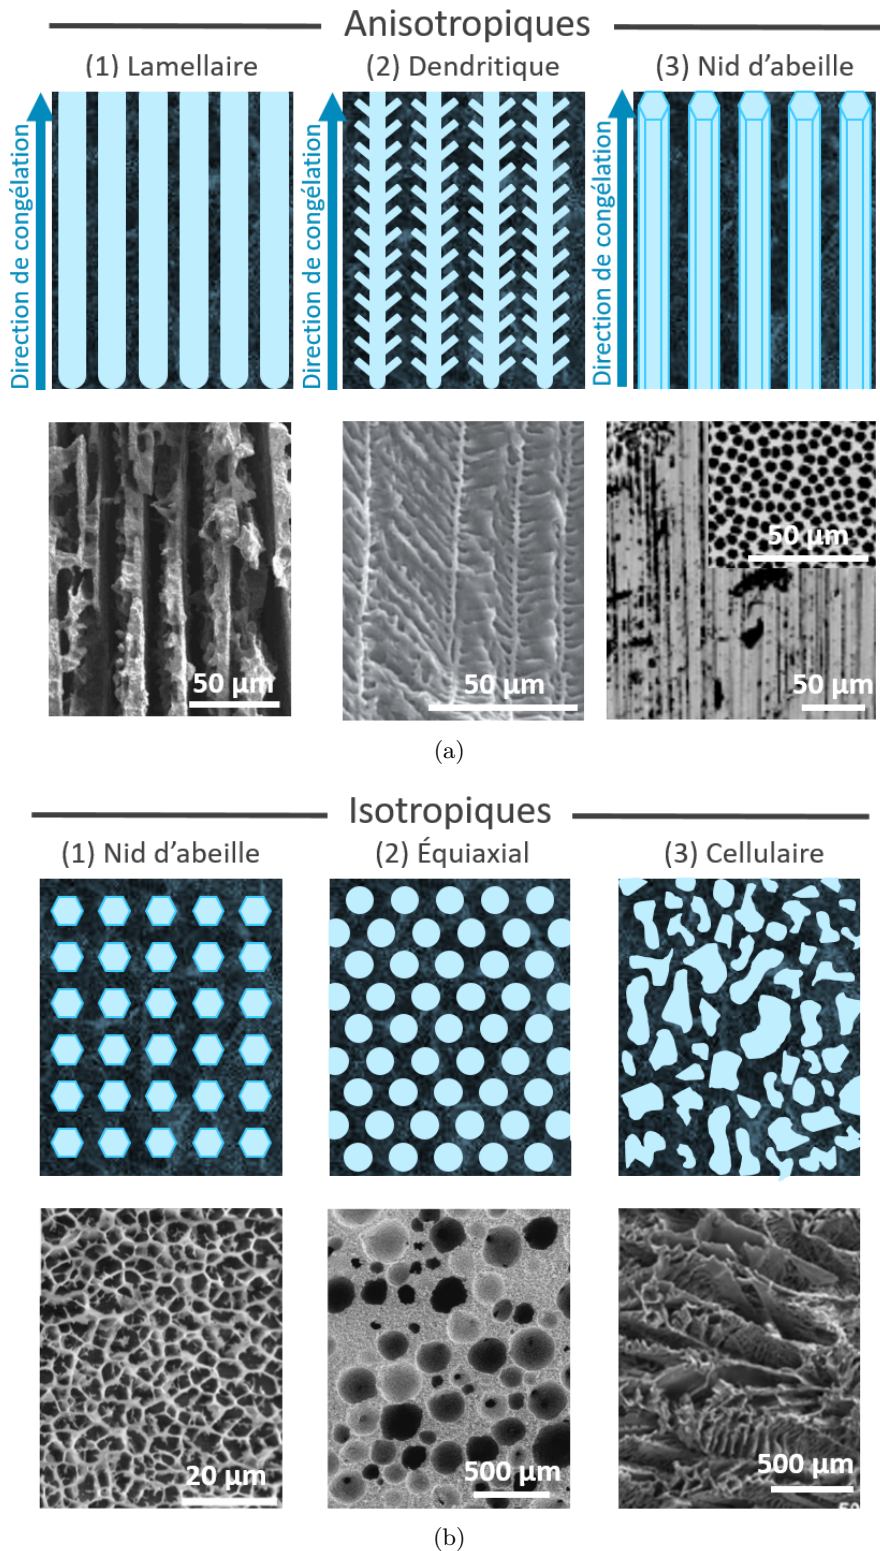 Anisotropiques
(1) Lamellaire
(2) Dendritique
(3) Nid d'abeille
Direction de congélation
Direction de congélation
Direction de congélation
50 µm
50 µm
50 µm
50 µm
(a)
Isotropiques
(1) Nid d'abeille
(2) Équiaxial
(3) Cellulaire
20 µm
500 µm
500 µm
(b)